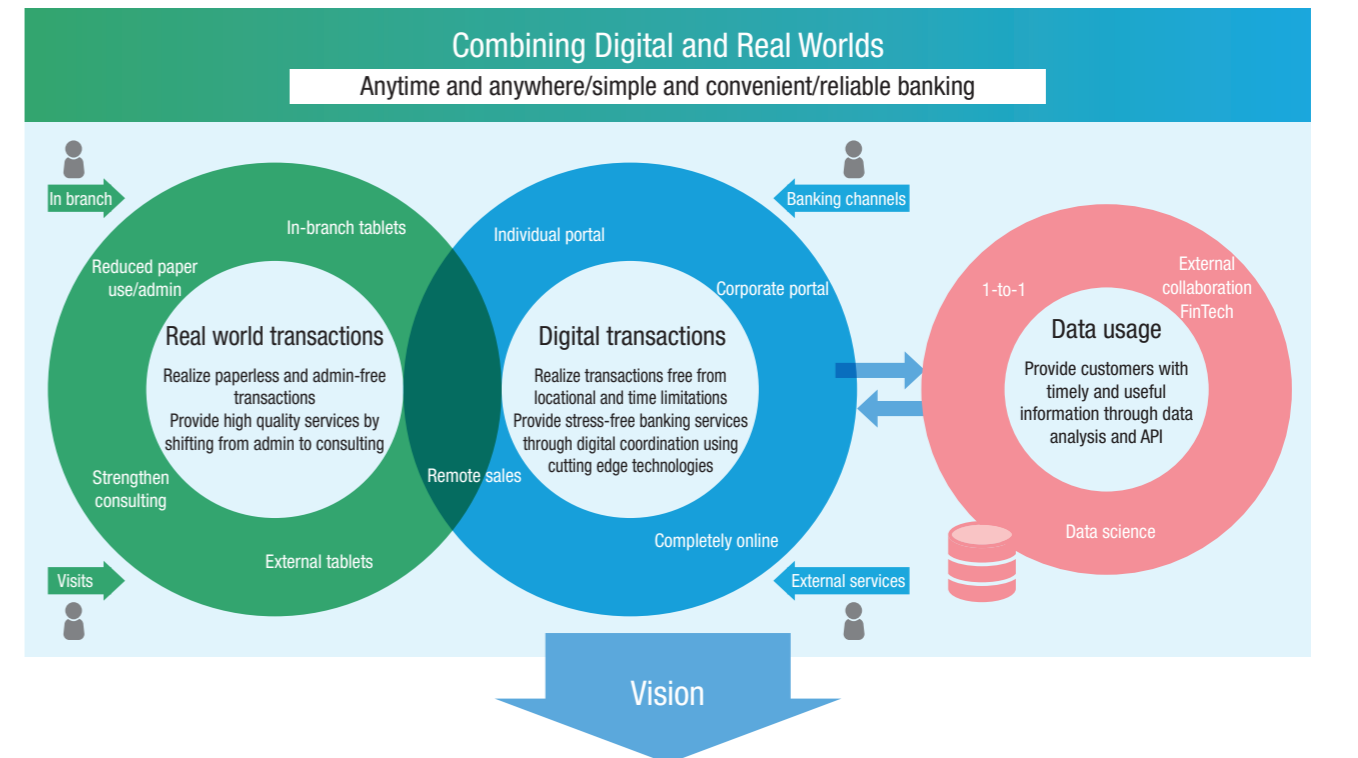 Combining Digital and Real Worlds
Anytime and anywhere/simple and convenient/reliable banking
In branch
In-branch tablets
Reduced paper
use/admin
Real world transactions
Realize paperless and admin-free
transactions
Provide high quality services by
shifting from admin to consulting
Strengthen
consulting
External tablets
Visits
Remote sales
Banking channels
Individual portal
Corporate portal
Digital transactions
Realize transactions free from
locational and time limitations
Provide stress-free banking services
through digital coordination using
cutting edge technologies
Completely online
External services
1-to-1
External
collaboration
FinTech
Data usage
Provide customers with
timely and useful
information through data
analysis and API
Data science
Vision